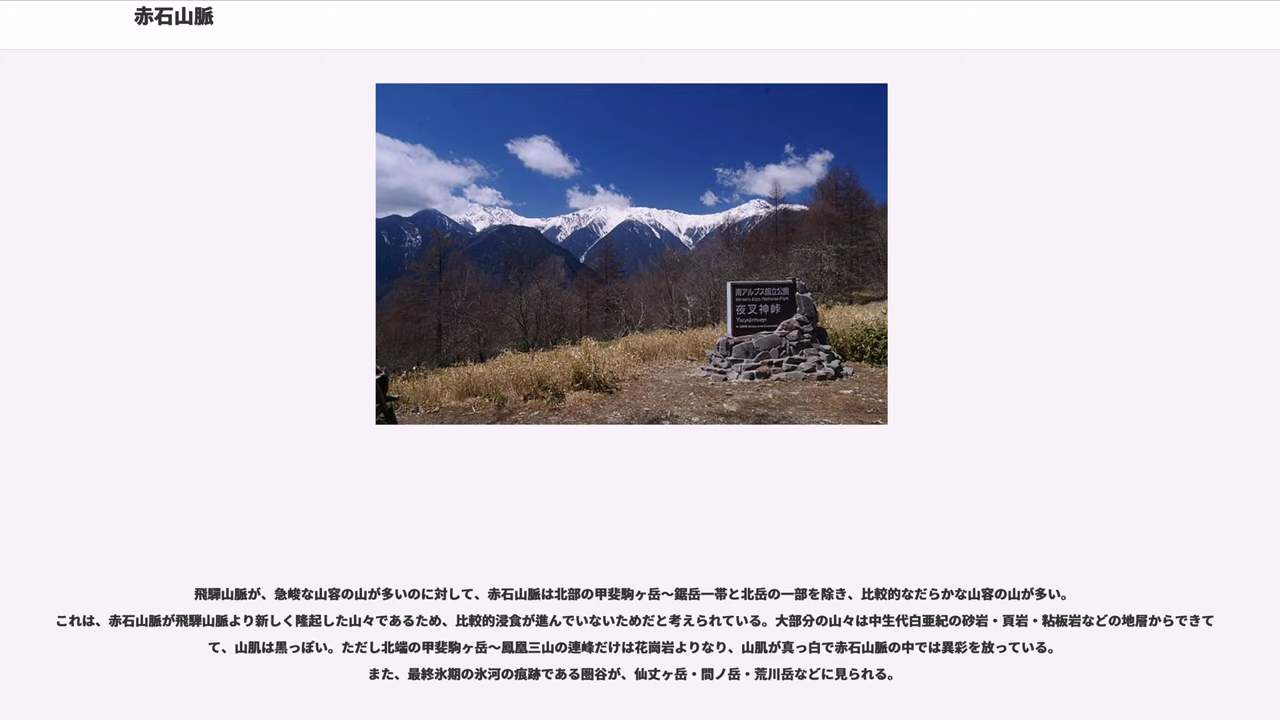 赤石山脈
南アルプス国立公園
Minami Alps National Park
夜叉神峠
Yasyajintouge
飛騨山脈が、急峻な山容の山が多いのに対して、赤石山脈は北部の甲斐駒ヶ岳〜鋸岳一帯と北岳の一部を除き、比較的なだらかな山容の山が多い。
これは、赤石山脈が飛騨山脈より新しく隆起した山々であるため、比較的浸食が進んでいないためだと考えられている。大部分の山々は中生代白亜紀の砂岩・頁岩・粘板岩などの地層からできて
て、山肌は黒っぽい。ただし北端の甲斐駒ヶ岳〜鳳凰三山の連峰だけは花崗岩よりなり、山肌が真っ白で赤石山脈の中では異彩を放っている。
また、最終氷期の氷河の痕跡である圏谷が、仙丈ヶ岳・間ノ岳・荒川岳などに見られる。